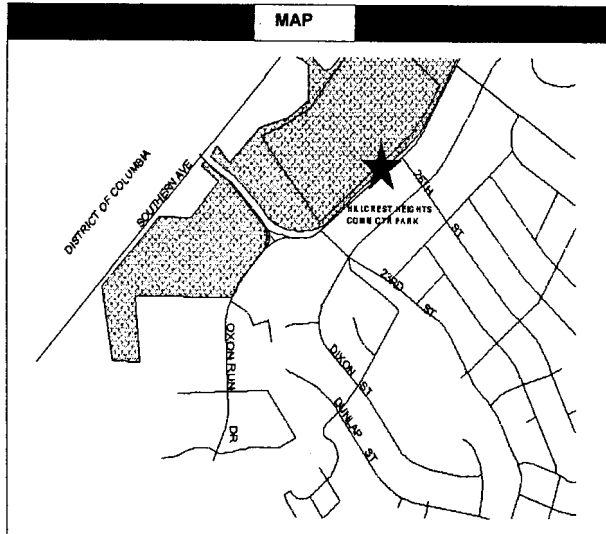 MAP
DISTRICT OF COLUMBIA
SOUTHERN AVE
25TH ST
HILLCREST HEIGHTS
COMM CTR PARK
23RD ST
OXON RUN DR
DIXON ST
DUNLAP ST